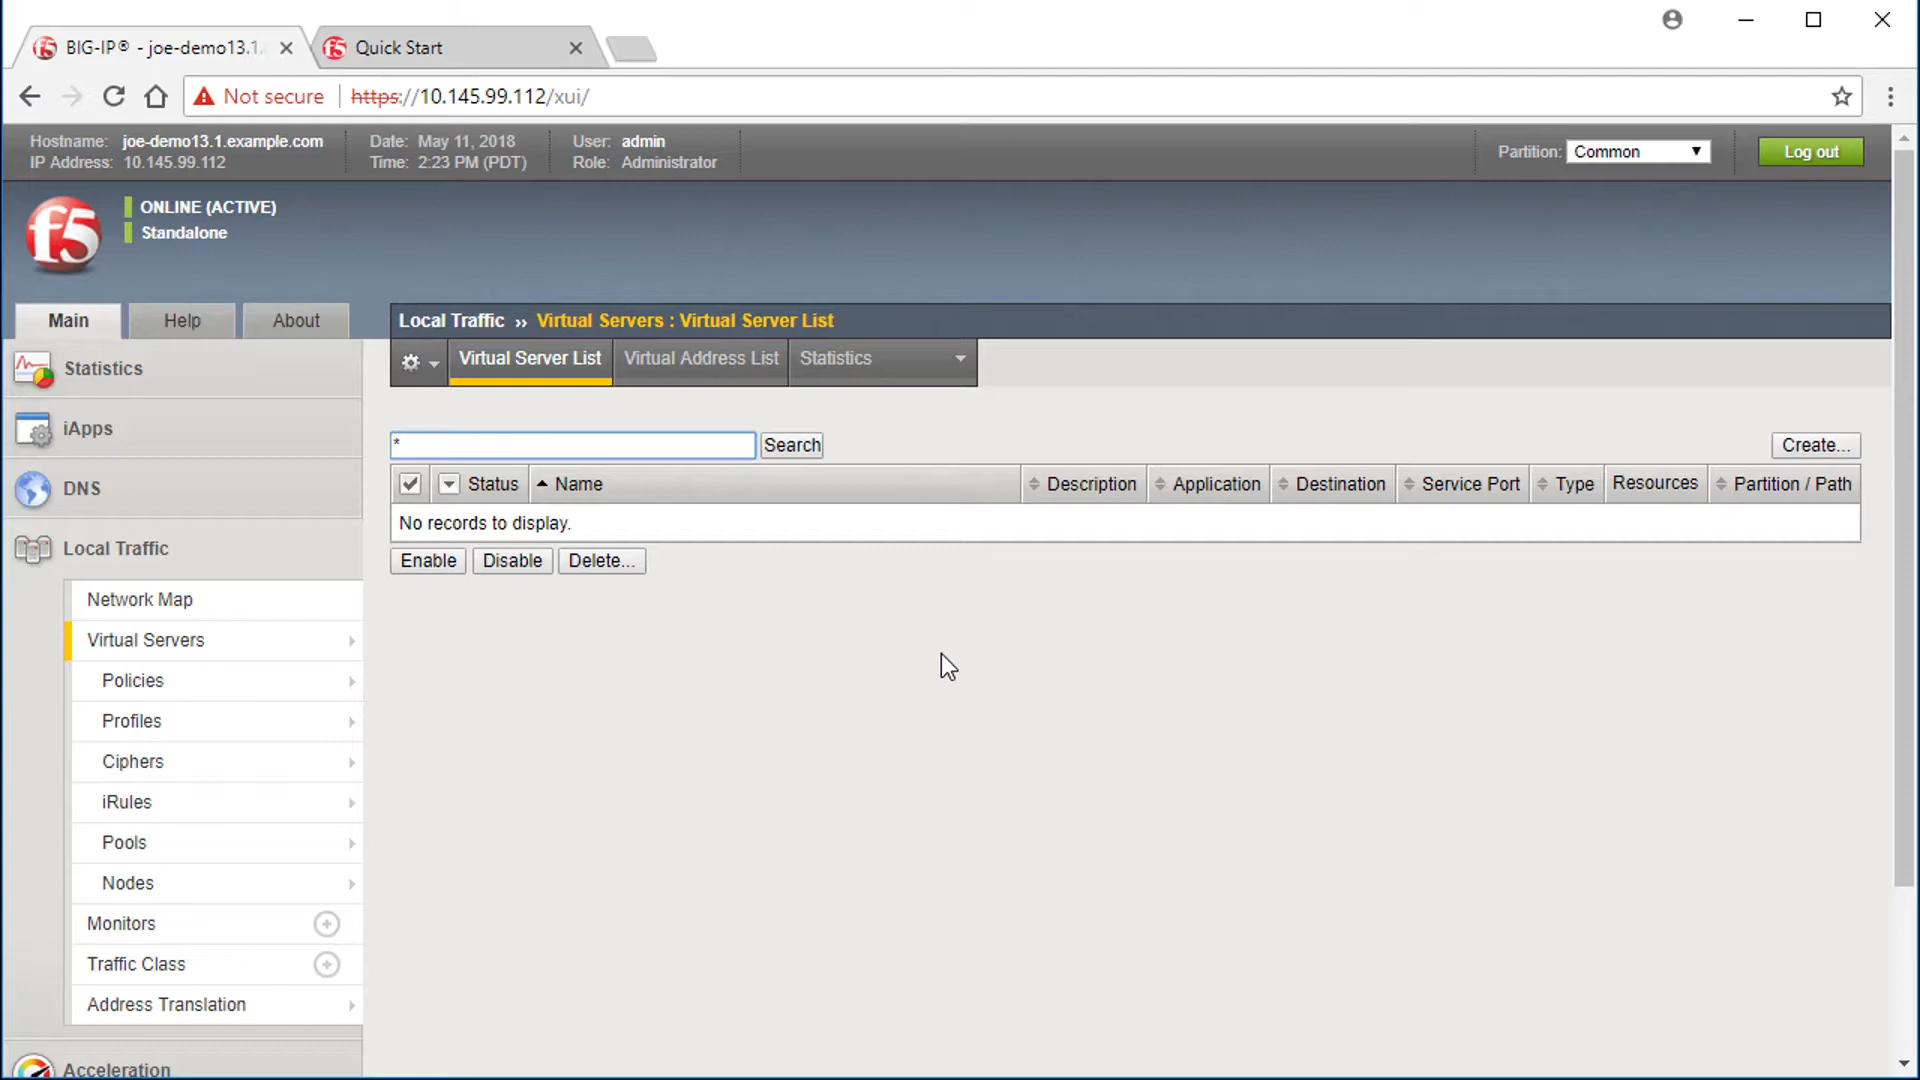 BIG-IP® - joe-demo13.1.
Quick Start
Not secure
https://10.145.99.112/xui/
Hostname: joe-demo13.1.example.com
IP Address: 10.145.99.112
Date: May 11, 2018
Time: 2:23 PM (PDT)
User: admin
Role: Administrator
Partition: Common
Log out
f5
ONLINE (ACTIVE)
Standalone
Main
Help
About
Local Traffic ›› Virtual Servers : Virtual Server List
Virtual Server List
Virtual Address List
Statistics
Statistics
iApps
DNS
Local Traffic
Network Map
Virtual Servers
Policies
Profiles
Ciphers
iRules
Pools
Nodes
Monitors
Traffic Class
Address Translation
Acceleration
*
Search
Create...
Status
Name
Description
Application
Destination
Service Port
Type
Resources
Partition / Path
No records to display.
Enable
Disable
Delete...